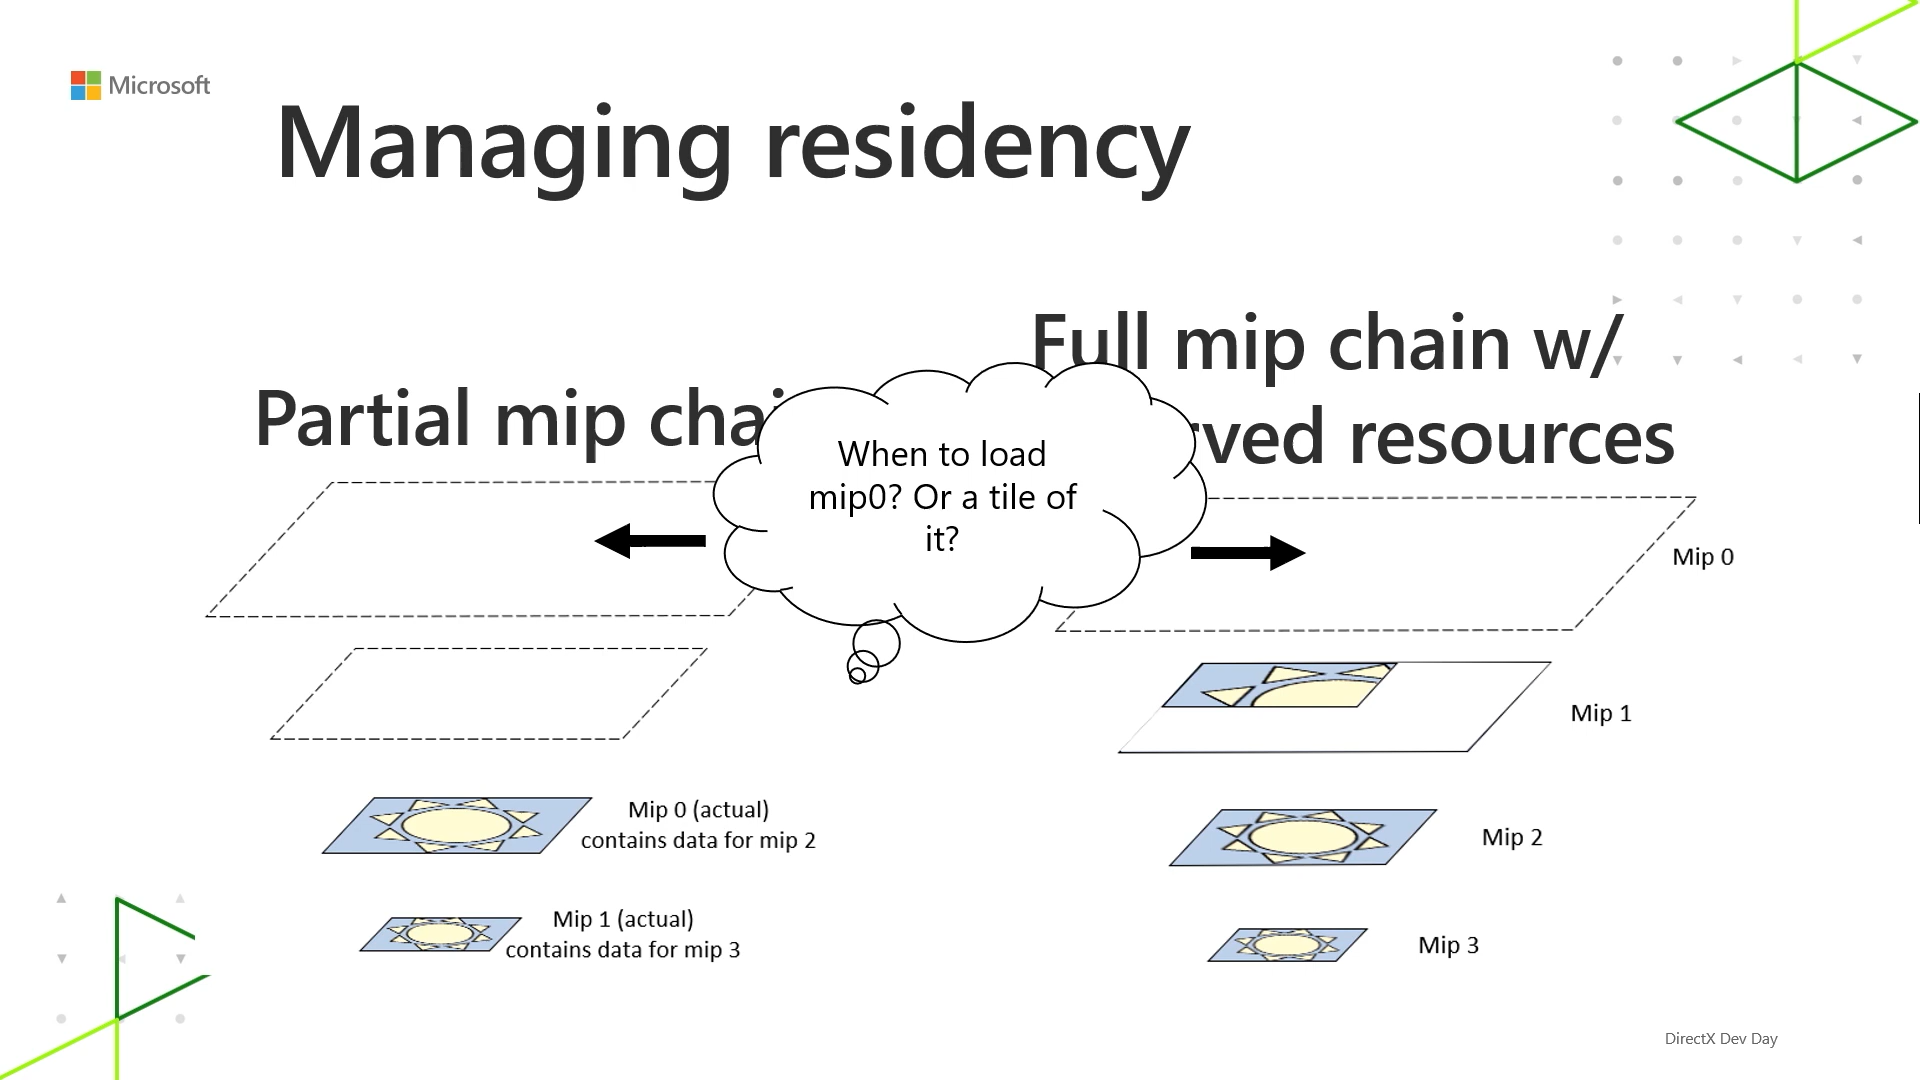 Microsoft
Managing residency
Partial mip
Full mip chain w/
resources
When to load
mip0? Or a tile of
it?
Mip 0
Mip 1
Mip 0 (actual)
contains data for mip 2
Mip 2
Mip 1 (actual)
contains data for mip 3
Mip 3
DirectX Dev Day